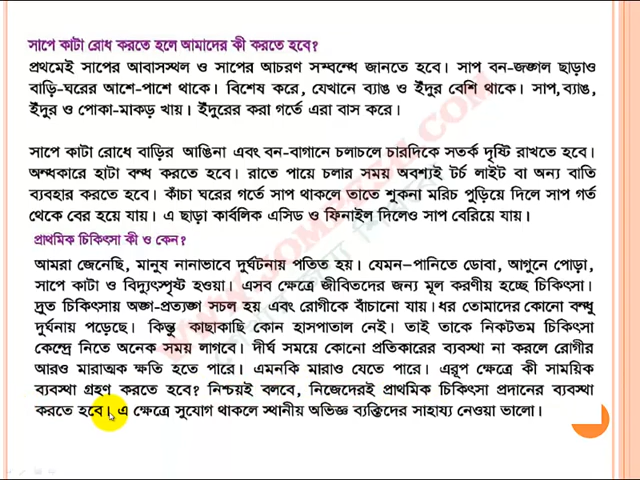 সাপে কাটা রোধ করতে হলে আমাদের কী করতে হবে?
প্রথমেই সাপের আবাসস্থল ও সাপের আচরণ সম্বন্ধে জানতে হবে। সাপ বন-জঙ্গল ছাড়াও
বাড়ি-ঘরের আশে-পাশে থাকে। বিশেষ করে, যেখানে ব্যাঙ ও ইঁদুর বেশি থাকে। সাপ,ব্যাঙ,
ইঁদুর ও পোকা-মাকড় খায়। ইঁদুরের করা গর্তে এরা বাস করে।
সাপে কাটা রোধে বাড়ির আঙিনা এবং বন-বাগানে চলাচলে চারদিকে সতর্ক দৃষ্টি রাখতে হবে।
অন্ধকারে হাটা বন্ধ করতে হবে। রাতে পায়ে চলার সময় অবশ্যই টর্চ লাইট বা অন্য বাতি
ব্যবহার করতে হবে। কাঁচা ঘরের গর্তে সাপ থাকলে তাতে শুকনা মরিচ পুড়িয়ে দিলে সাপ গর্ত
থেকে বের হয়ে যায়। এ ছাড়া কার্বলিক এসিড ও ফিনাইল দিলেও সাপ বেরিয়ে যায়।
প্রাথমিক চিকিৎসা কী ও কেন?
আমরা জেনেছি, মানুষ নানাভাবে দুর্ঘটনায় পতিত হয়। যেমন–পানিতে ডোবা, আগুনে পোড়া,
সাপে কাটা ও বিদ্যুৎস্পৃষ্ট হওয়া। এসব ক্ষেত্রে জীবিতদের জন্য মূল করণীয় হচ্ছে চিকিৎসা।
দ্রুত চিকিৎসায় অঙ্গ-প্রত্যঙ্গ সচল হয় এবং রোগীকে বাঁচানো যায়। ধর তোমাদের কোনো বন্ধু
দুর্ঘনায় পড়েছে। কিন্তু কাছাকাছি কোন হাসপাতাল নেই। তাই তাকে নিকটতম চিকিৎসা
কেন্দ্রে নিতে অনেক সময় লাগবে। দীর্ঘ সময়ে কোনো প্রতিকারের ব্যবস্থা না করলে রোগীর
আরও মারাত্মক ক্ষতি হতে পারে। এমনকি মারাও যেতে পারে। এরূপ ক্ষেত্রে কী সাময়িক
ব্যবস্থা গ্রহণ করতে হবে? নিশ্চয়ই বলবে, নিজেদেরই প্রাথমিক চিকিৎসা প্রদানের ব্যবস্থা
করতে হবে। এ ক্ষেত্রে সুযোগ থাকলে স্থানীয় অভিজ্ঞ ব্যক্তিদের সাহায্য নেওয়া ভালো।